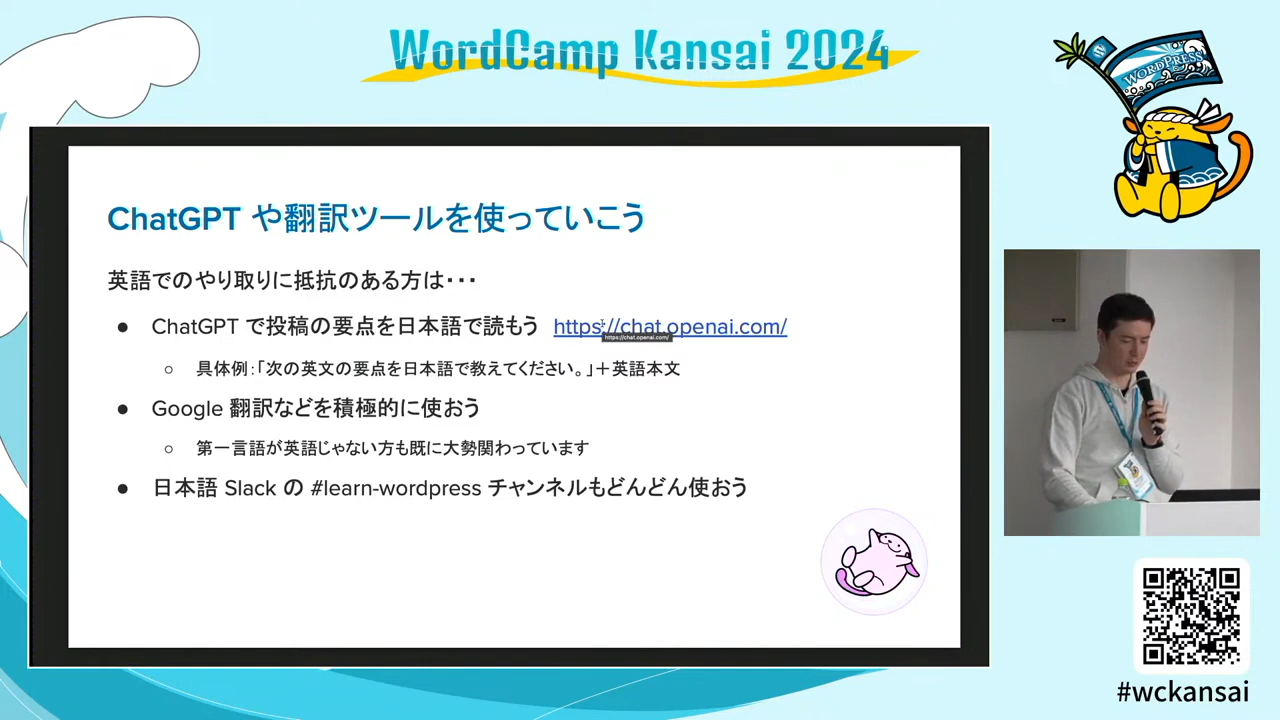 WordCamp Kansai 2024
WORDPRESS
ChatGPT や翻訳ツールを使っていこう
英語でのやり取りに抵抗のある方は・・・
● ChatGPT で投稿の要点を日本語で読もう https://chat.openai.com/
https://chat.openai.com/
○ 具体例：「次の英文の要点を日本語で教えてください。」＋英語本文
● Google 翻訳などを積極的に使おう
○ 第一言語が英語じゃない方も既に大勢関わっています
● 日本語 Slack の #learn-wordpress チャンネルもどんどん使おう
#wckansai